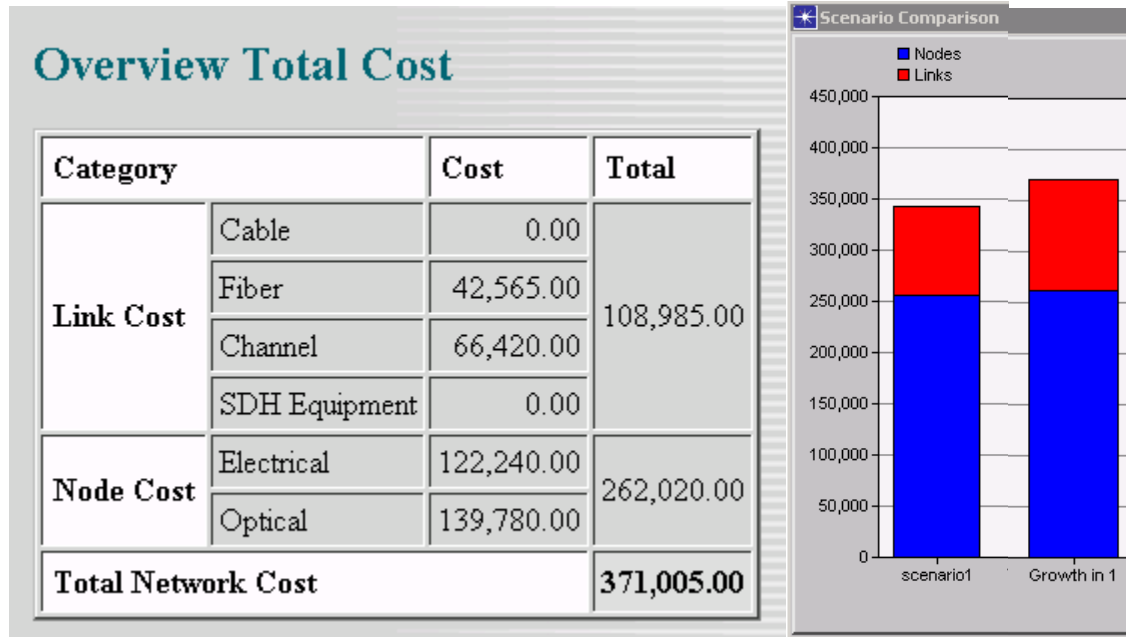 Overview Total Cost
Category Cost Total
Link Cost
Cable 0.00
Fiber 42,565.00
Channel 66,420.00
SDH Equipment 0.00
108,985.00
Node Cost
Electrical 122,240.00
Optical 139,780.00
262,020.00
Total Network Cost 371,005.00
Scenario Comparison
Nodes
Links
450,000
400,000
350,000
300,000
250,000
200,000
150,000
100,000
50,000
0
scenario1 Growth in 1